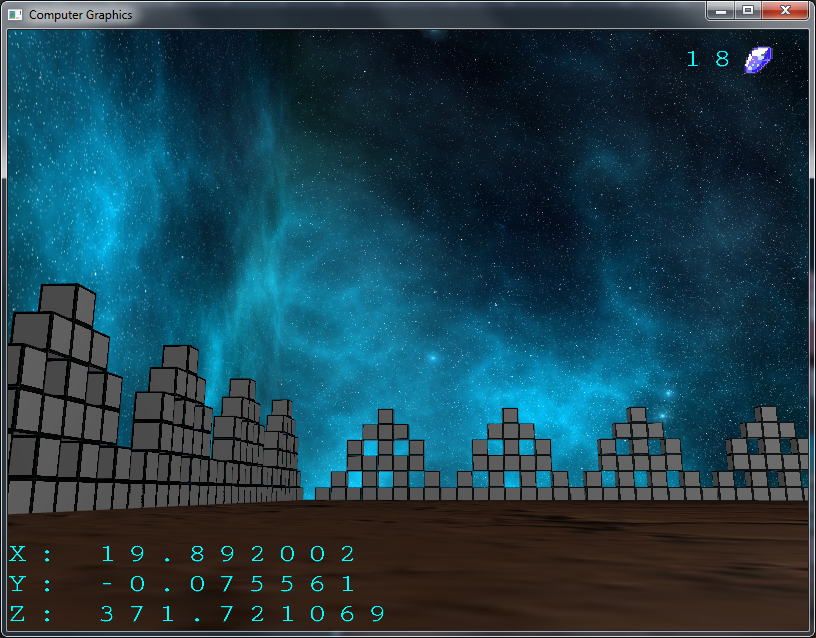 Computer Graphics
18
X: 19.892002
Y: -0.075561
Z: 371.721069